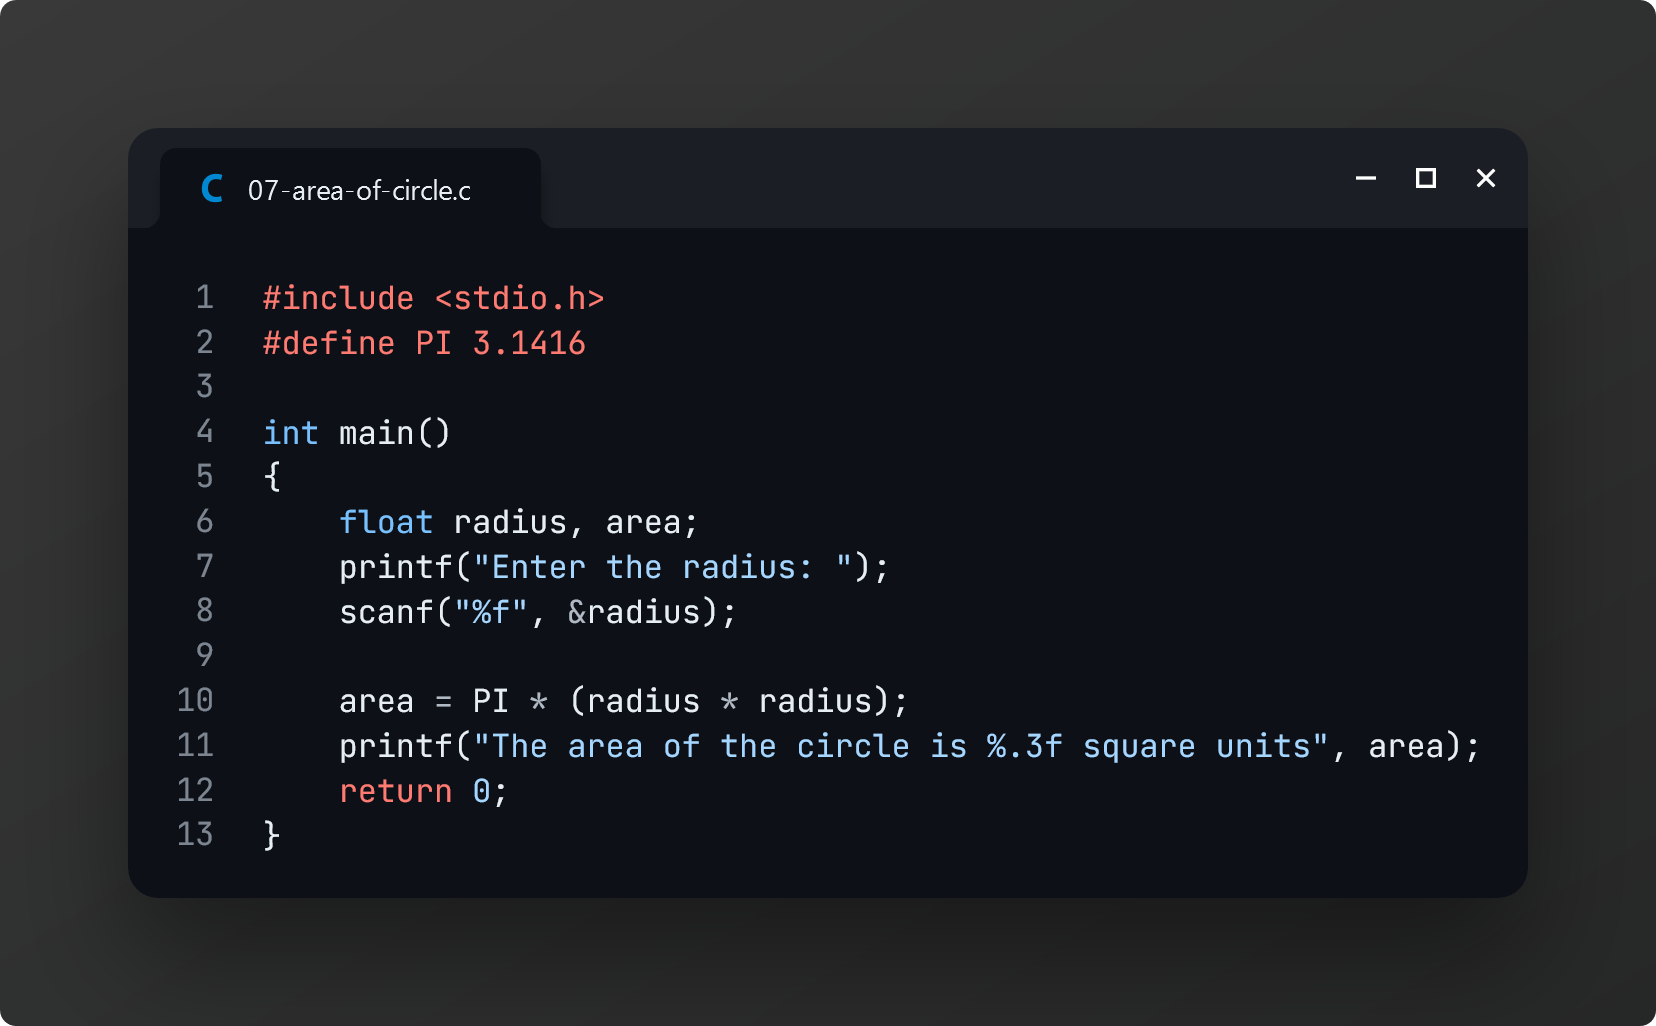 C 07-area-of-circle.c
1 #include <stdio.h>
2 #define PI 3.1416
3
4 int main()
5 {
6     float radius, area;
7     printf("Enter the radius: ");
8     scanf("%f", &radius);
9
10     area = PI * (radius * radius);
11     printf("The area of the circle is %.3f square units", area);
12     return 0;
13 }